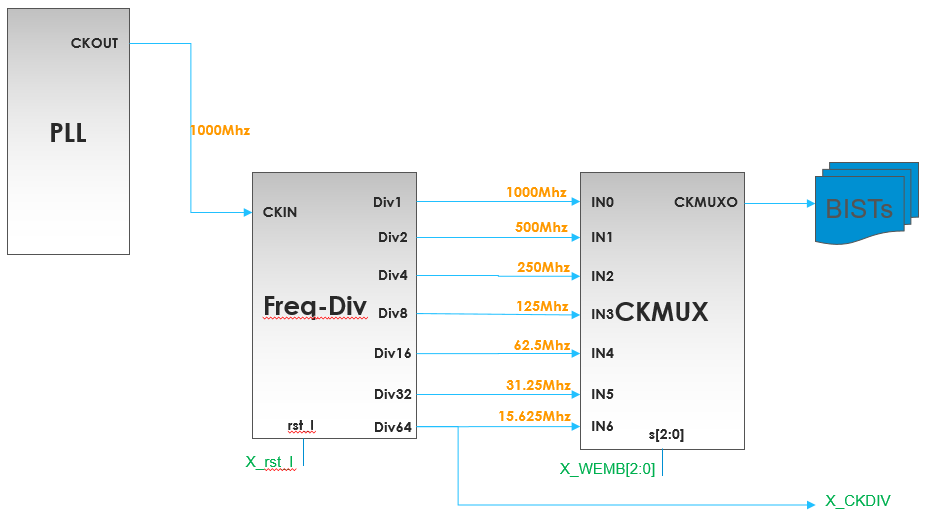 CKOUT
PLL
1000Mhz
CKIN
Freq-Div
rst_l
X_rst_l
Div1
Div2
Div4
Div8
Div16
Div32
Div64
1000Mhz
500Mhz
250Mhz
125Mhz
62.5Mhz
31.25Mhz
15.625Mhz
IN0
IN1
IN2
IN3
IN4
IN5
IN6
CKMUXO
CKMUX
s[2:0]
X_WEMB[2:0]
BISTs
X_CKDIV